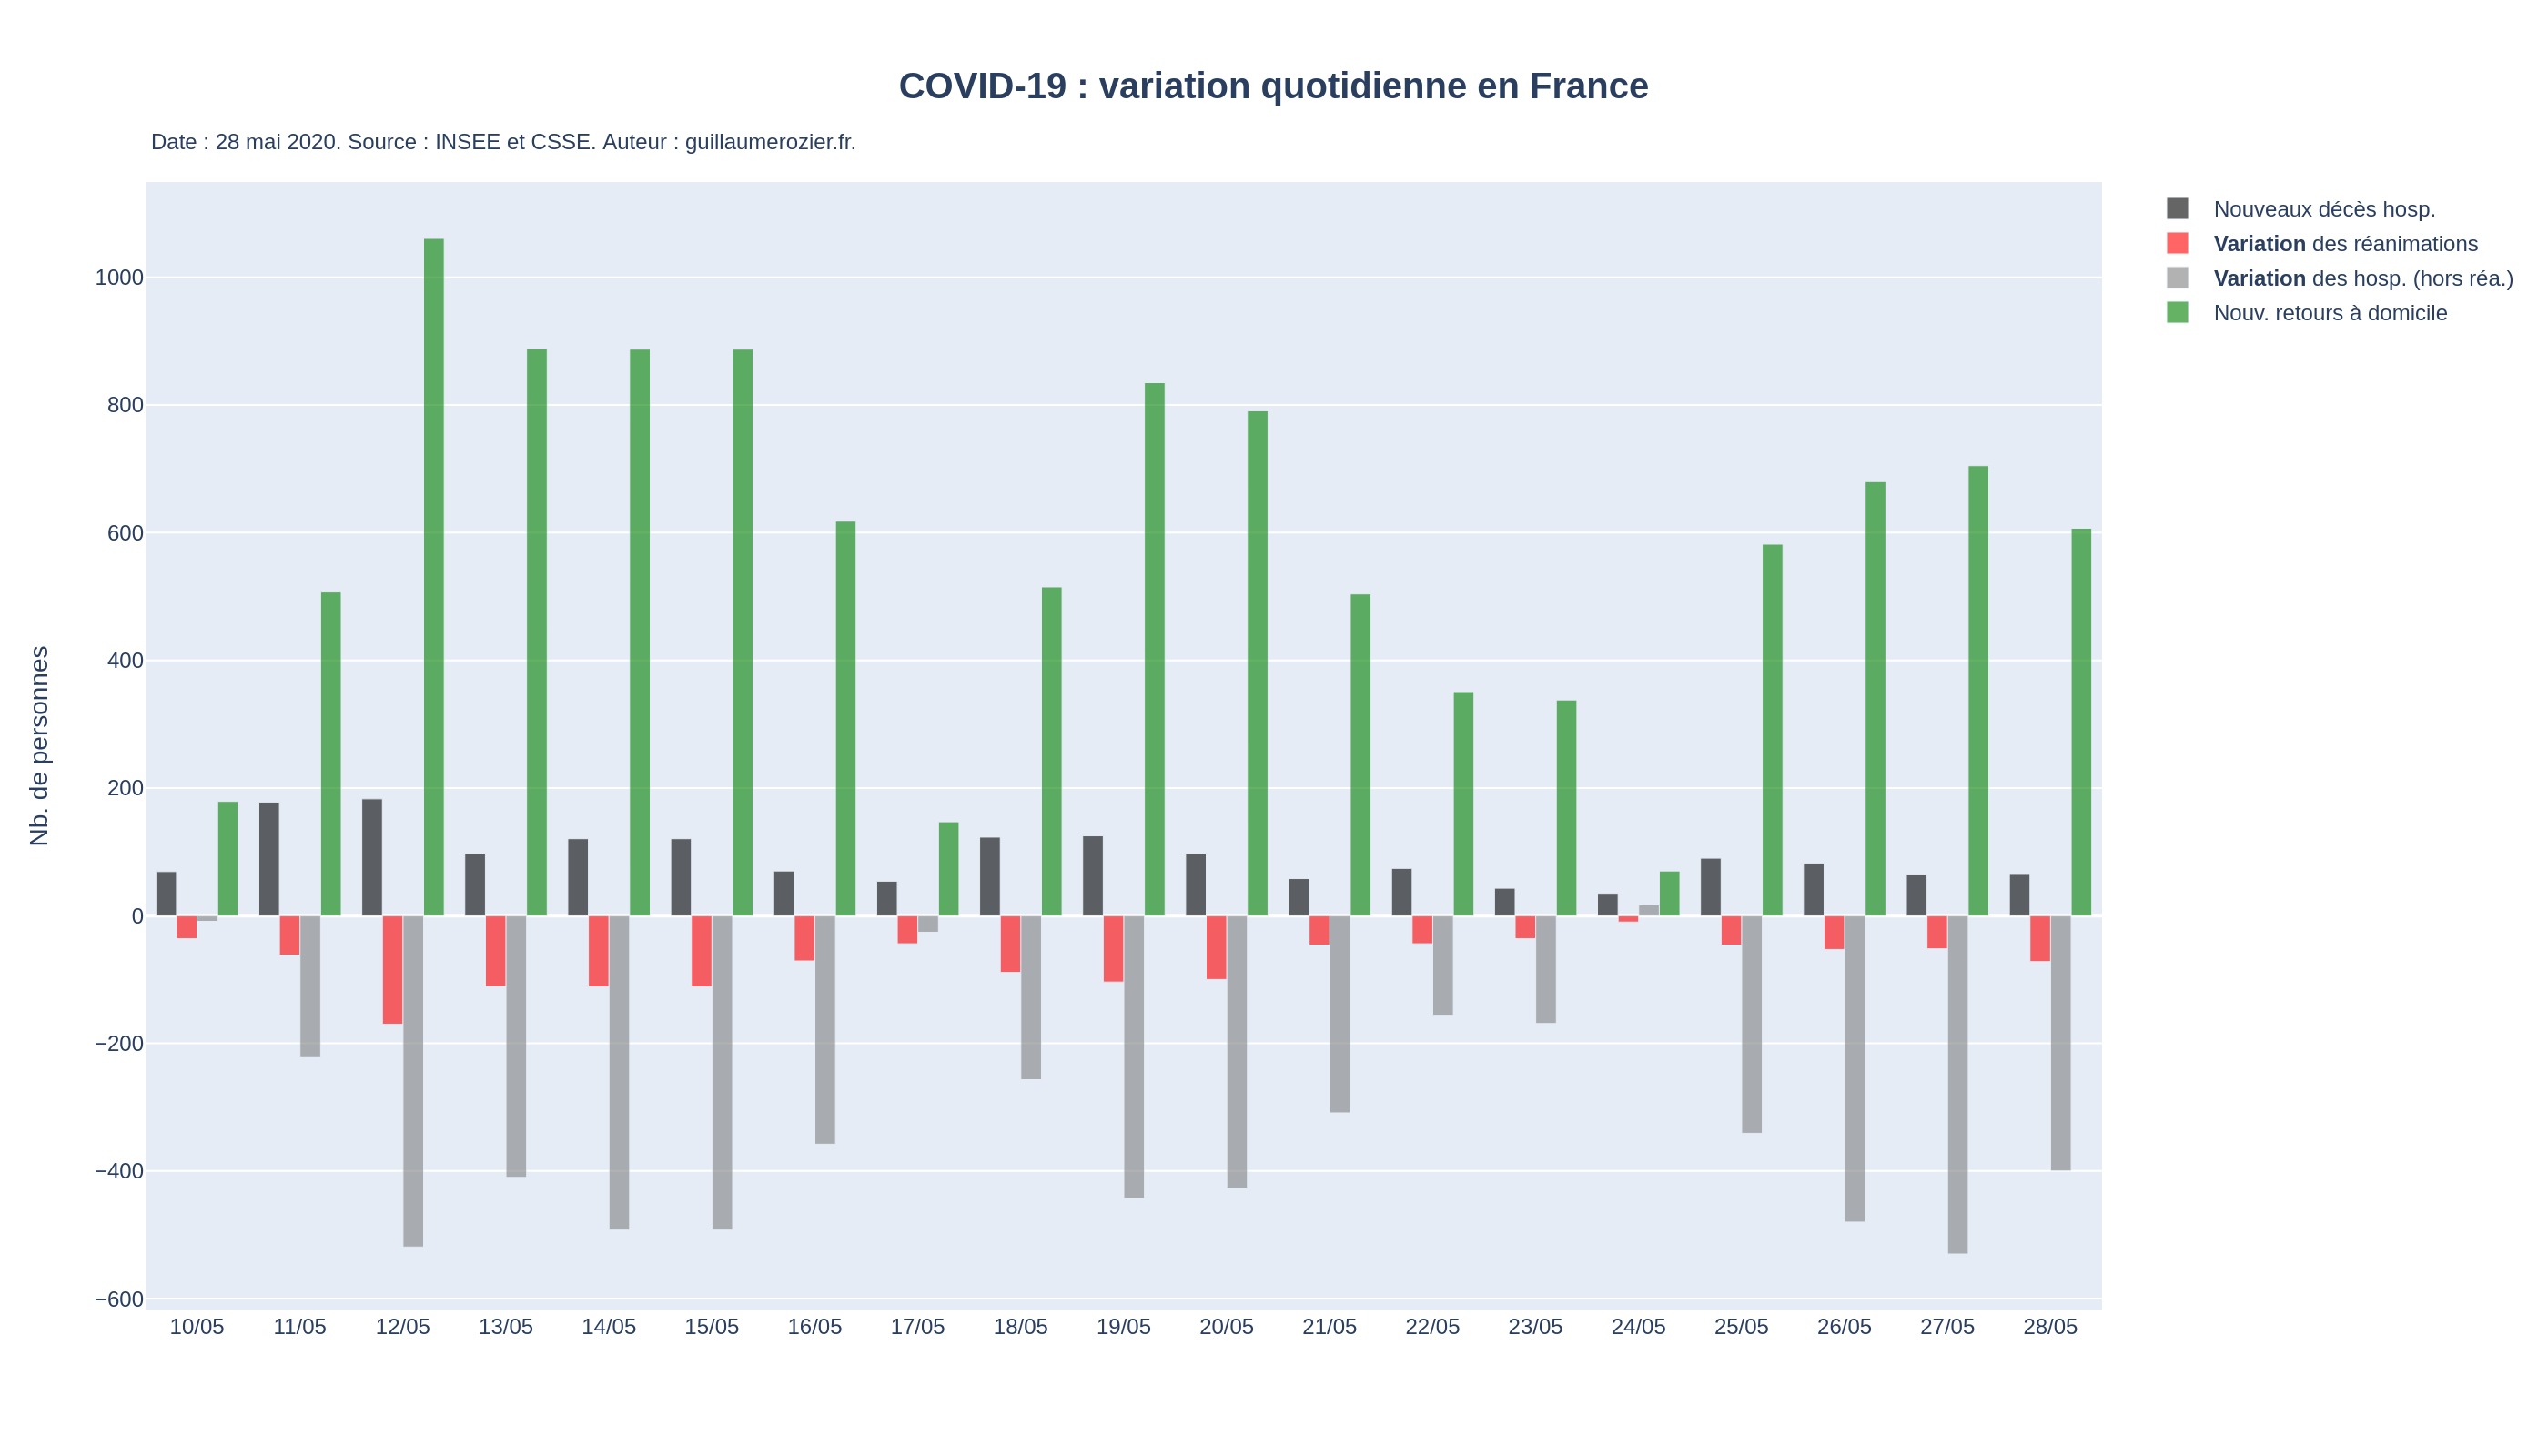 COVID-19 : variation quotidienne en France
Date : 28 mai 2020. Source : INSEE et CSSE. Auteur : guillaumerozier.fr.
Nouveaux décès hosp.
Variation des réanimations
Variation des hosp. (hors réa.)
Nouv. retours à domicile
Nb. de personnes
1000
800
600
400
200
0
−200
−400
−600
10/05 11/05 12/05 13/05 14/05 15/05 16/05 17/05 18/05 19/05 20/05 21/05 22/05 23/05 24/05 25/05 26/05 27/05 28/05